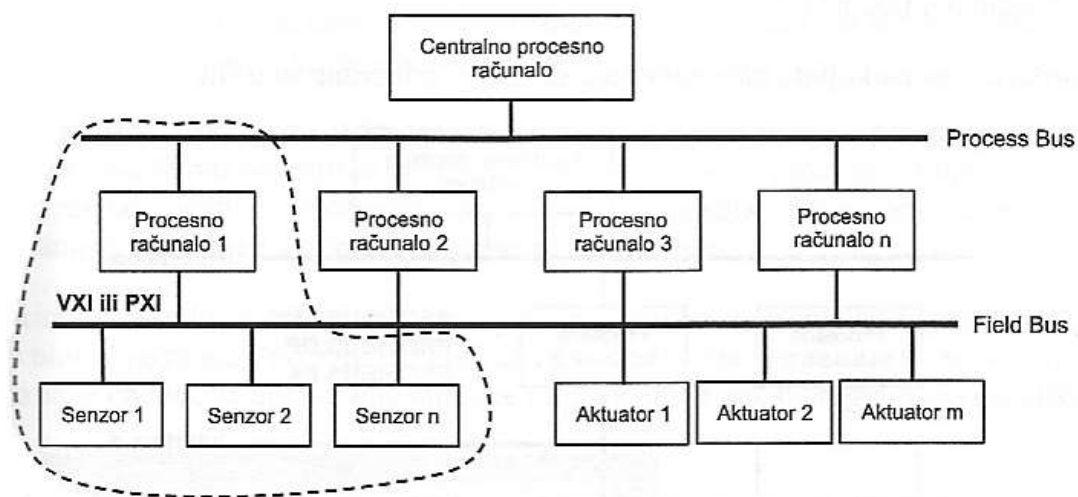 Centralno procesno
računalo
Process Bus
Procesno
računalo 1
Procesno
računalo 2
Procesno
računalo 3
Procesno
računalo n
VXI ili PXI
Field Bus
Senzor 1
Senzor 2
Senzor n
Aktuator 1
Aktuator 2
Aktuator m